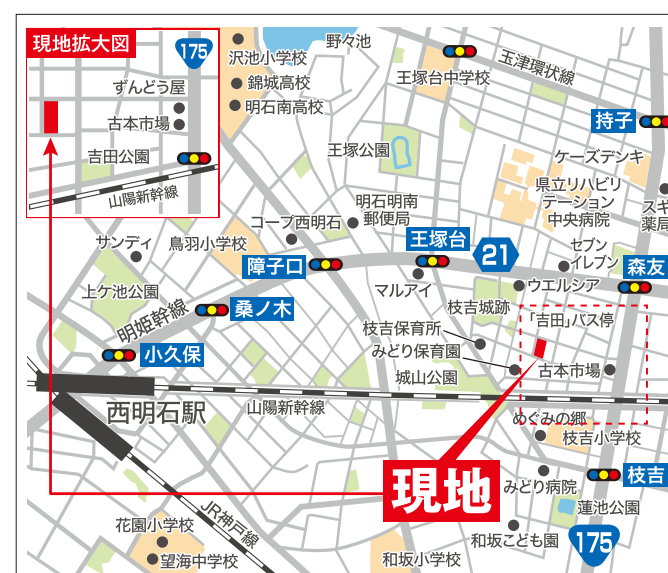 現地拡大図
175
ずんどう屋
古本市場
吉田公園
山陽新幹線
野々池
沢池小学校
錦城高校
明石南高校
王塚台中学校
玉津環状線
持子
王塚公園
ケーズデンキ
県立リハビリ
テーション
中央病院
スギ
薬局
明石明南
郵便局
コープ西明石
サンディ
鳥羽小学校
障子口
王塚台
21
セブン
イレブン
森友
マルアイ
ウエルシア
上ケ池公園
明姫幹線
桑ノ木
枝吉城跡
「吉田」バス停
枝吉保育所
小久保
みどり保育園
古本市場
城山公園
西明石駅
山陽新幹線
めぐみの郷
枝吉小学校
枝吉
現地
みどり病院
蓮池公園
JR神戸線
花園小学校
望海中学校
和坂こども園
175
和坂小学校